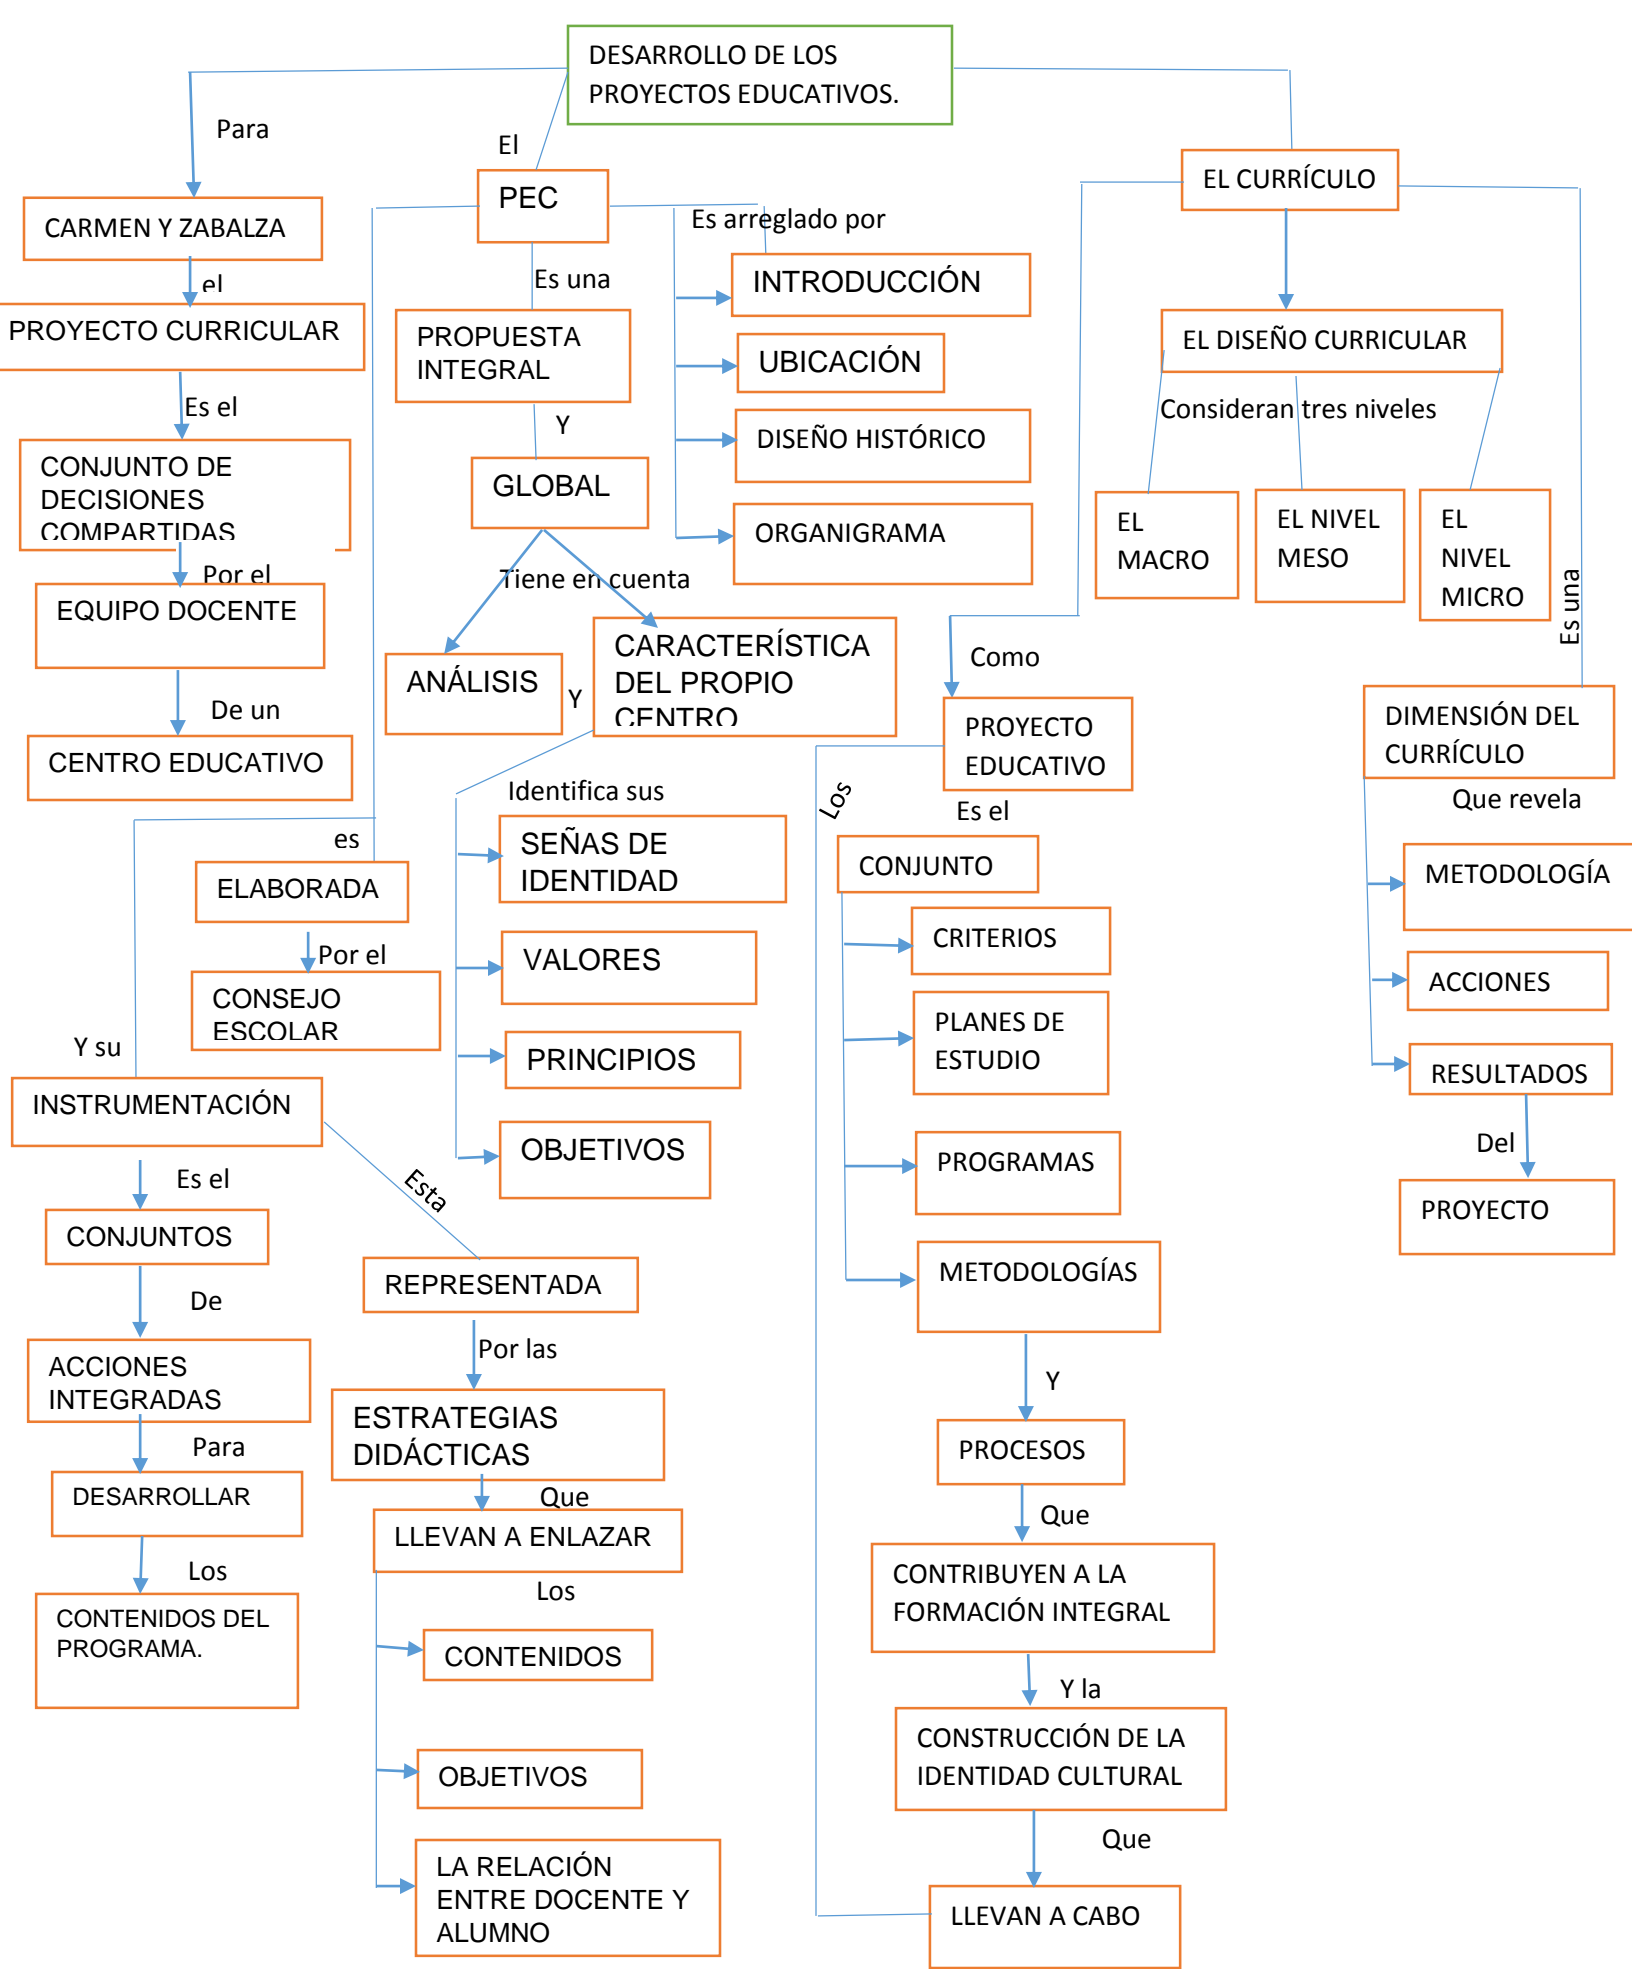 DESARROLLO DE LOS
PROYECTOS EDUCATIVOS.
Para
El
PEC
EL CURRÍCULO
CARMEN Y ZABALZA
Es arreglado por
el
Es una
INTRODUCCIÓN
PROYECTO CURRICULAR
PROPUESTA
INTEGRAL
UBICACIÓN
EL DISEÑO CURRICULAR
Es el
Y
DISEÑO HISTÓRICO
Consideran tres niveles
CONJUNTO DE
DECISIONES
COMPARTIDAS
GLOBAL
ORGANIGRAMA
EL
MACRO
EL NIVEL
MESO
EL
NIVEL
MICRO
Por el
Tiene en cuenta
Es una
EQUIPO DOCENTE
ANÁLISIS
Y
CARACTERÍSTICA
DEL PROPIO
CENTRO
Como
De un
PROYECTO
EDUCATIVO
DIMENSIÓN DEL
CURRÍCULO
CENTRO EDUCATIVO
Identifica sus
Los
Es el
Que revela
es
SEÑAS DE
IDENTIDAD
CONJUNTO
METODOLOGÍA
ELABORADA
CRITERIOS
Por el
VALORES
ACCIONES
CONSEJO
ESCOLAR
PLANES DE
ESTUDIO
Y su
PRINCIPIOS
RESULTADOS
INSTRUMENTACIÓN
OBJETIVOS
PROGRAMAS
Del
Es el
Esta
PROYECTO
CONJUNTOS
REPRESENTADA
METODOLOGÍAS
De
Por las
ACCIONES
INTEGRADAS
Y
ESTRATEGIAS
DIDÁCTICAS
PROCESOS
Para
DESARROLLAR
Que
Que
LLEVAN A ENLAZAR
Los
Los
CONTRIBUYEN A LA
FORMACIÓN INTEGRAL
CONTENIDOS DEL
PROGRAMA.
CONTENIDOS
Y la
CONSTRUCCIÓN DE LA
IDENTIDAD CULTURAL
OBJETIVOS
Que
LA RELACIÓN
ENTRE DOCENTE Y
ALUMNO
LLEVAN A CABO